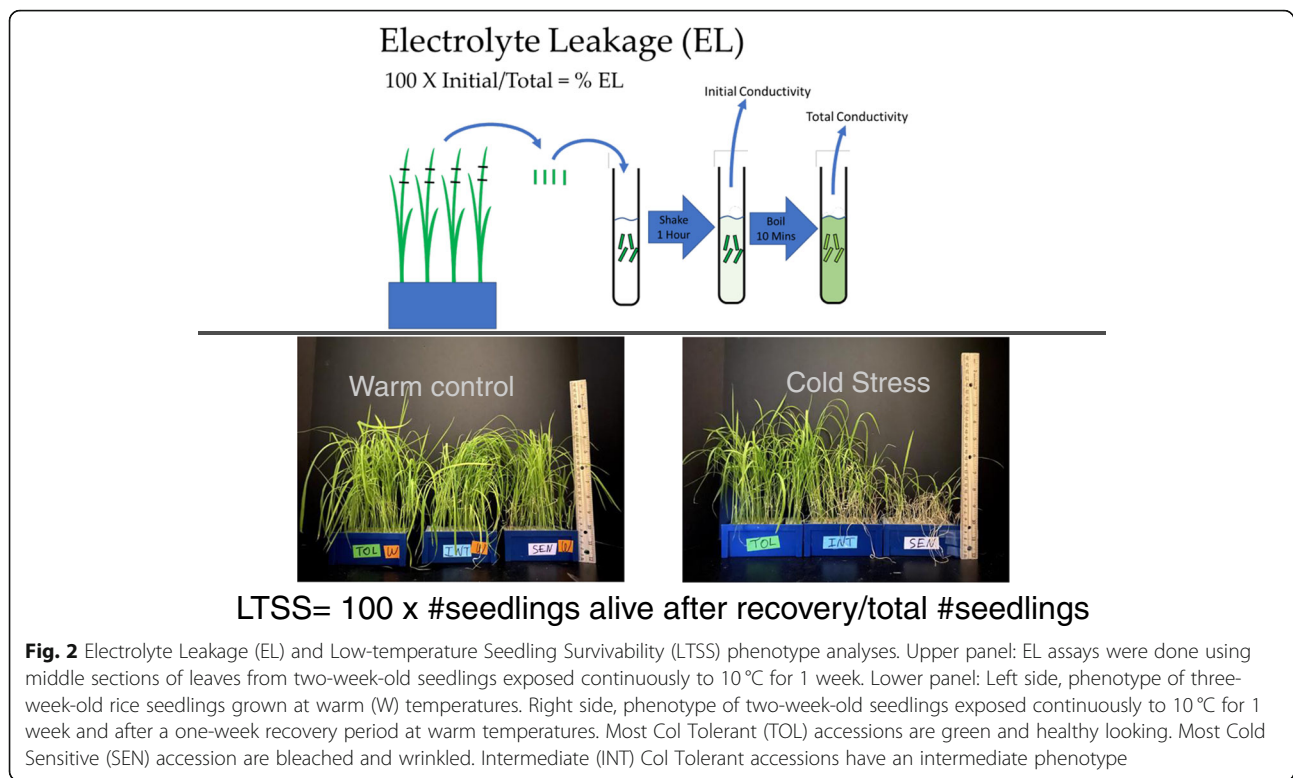 Electrolyte Leakage (EL)
100 X Initial/Total = % EL
Initial Conductivity
Total Conductivity
Shake
1 Hour
Boil
10 Mins
Warm control
Cold Stress
TOL W
INT
SEN
TOL
INT
SEN
LTSS= 100 x #seedlings alive after recovery/total #seedlings
Fig. 2 Electrolyte Leakage (EL) and Low-temperature Seedling Survivability (LTSS) phenotype analyses. Upper panel: EL assays were done using
middle sections of leaves from two-week-old seedlings exposed continuously to 10 °C for 1 week. Lower panel: Left side, phenotype of three-
week-old rice seedlings grown at warm (W) temperatures. Right side, phenotype of two-week-old seedlings exposed continuously to 10 °C for 1
week and after a one-week recovery period at warm temperatures. Most Col Tolerant (TOL) accessions are green and healthy looking. Most Cold
Sensitive (SEN) accession are bleached and wrinkled. Intermediate (INT) Col Tolerant accessions have an intermediate phenotype